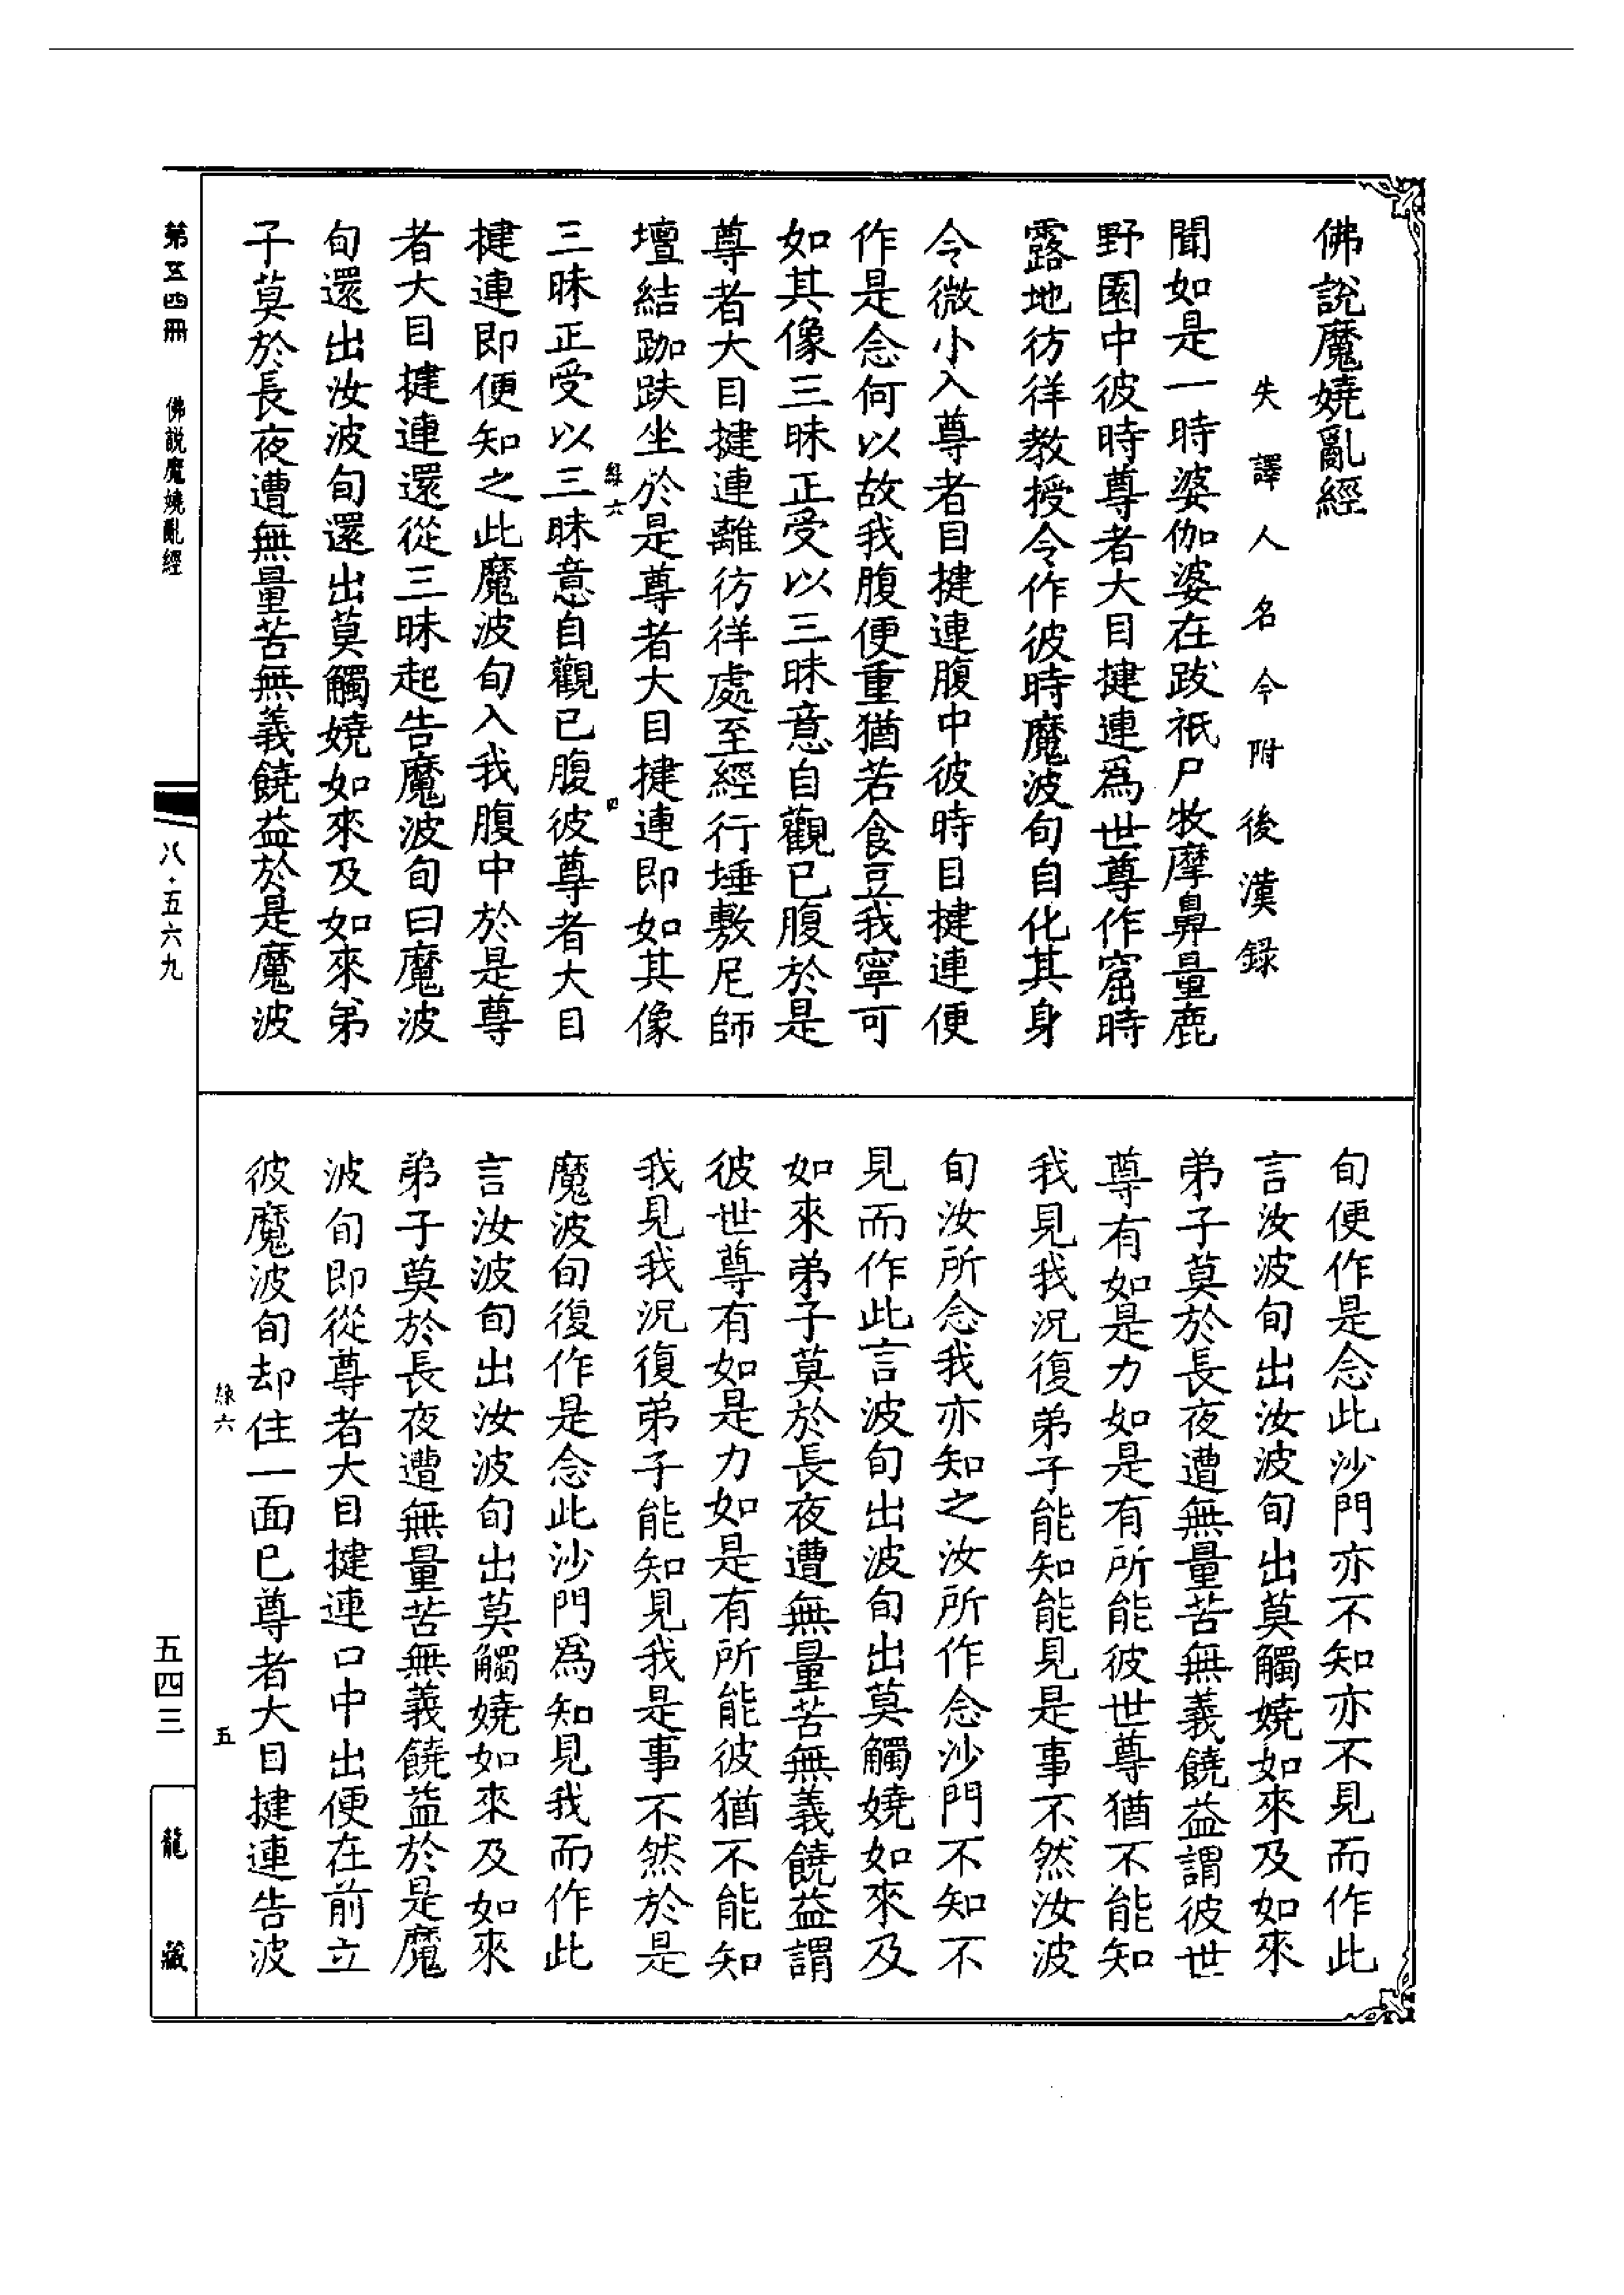 佛說魔嬈亂經
失譯人名今附後漢録
聞如是一時婆伽婆在跋祇尸牧摩鼻量鹿
野園中彼時尊者大目揵連爲世尊作窟時
露地彷徉教授令作彼時魔波旬自化其身
令微小入尊者目揵連腹中彼時目揵連便
作是念何以故我腹便重猶若食豆我寧可
如其像三昧正受以三昧意自觀已腹於是
尊者大目揵連離彷徉處至經行埵敷尼師
壇結跏趺坐於是尊者大目揵連即如其像
三昧正受以三昧意自觀已腹彼尊者大目
揵連即便知之此魔波旬入我腹中於是尊
者大目揵連還從三昧起告魔波旬曰魔波
旬還出汝波旬還出莫觸嬈如來及如來弟
子莫於長夜遭無量苦無義饒益於是魔波
旬便作是念此沙門亦不知亦不見而作此
言汝波旬出汝波旬出莫觸嬈如來及如來
弟子莫於長夜遭無量苦無義饒益謂彼世
尊有如是力如是有所能彼世尊猶不能知
我見我況復弟子能知能見是事不然汝波
旬汝所念我亦知之汝所作念沙門不知不
見而作此言波旬出波旬出莫觸嬈如來及
如來弟子莫於長夜遭無量苦無義饒益謂
彼世尊有如是力如是有所能彼猶不能知
我見我況復弟子能知見我是事不然於是
魔波旬復作是念此沙門爲知見我而作此
言汝波旬出汝波旬出莫觸嬈如來及如來
弟子莫於長夜遭無量苦無義饒益於是魔
波旬即從尊者大目揵連口中出便在前立
彼魔波旬却住一面已尊者大目揵連告波
綠六
四
綠六
五
第五四冊
佛說魔嬈亂經
八·五六九
五四三
龍藏